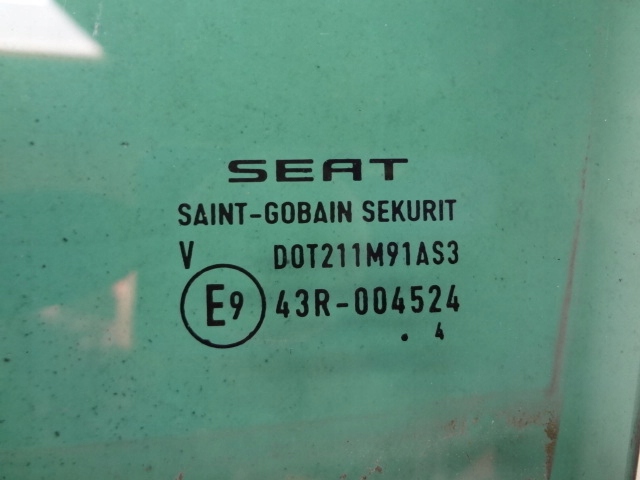 SEAT
SAINT-GOBAIN SEKURIT
V DOT211M91AS3
E9 43R-004524
. 4